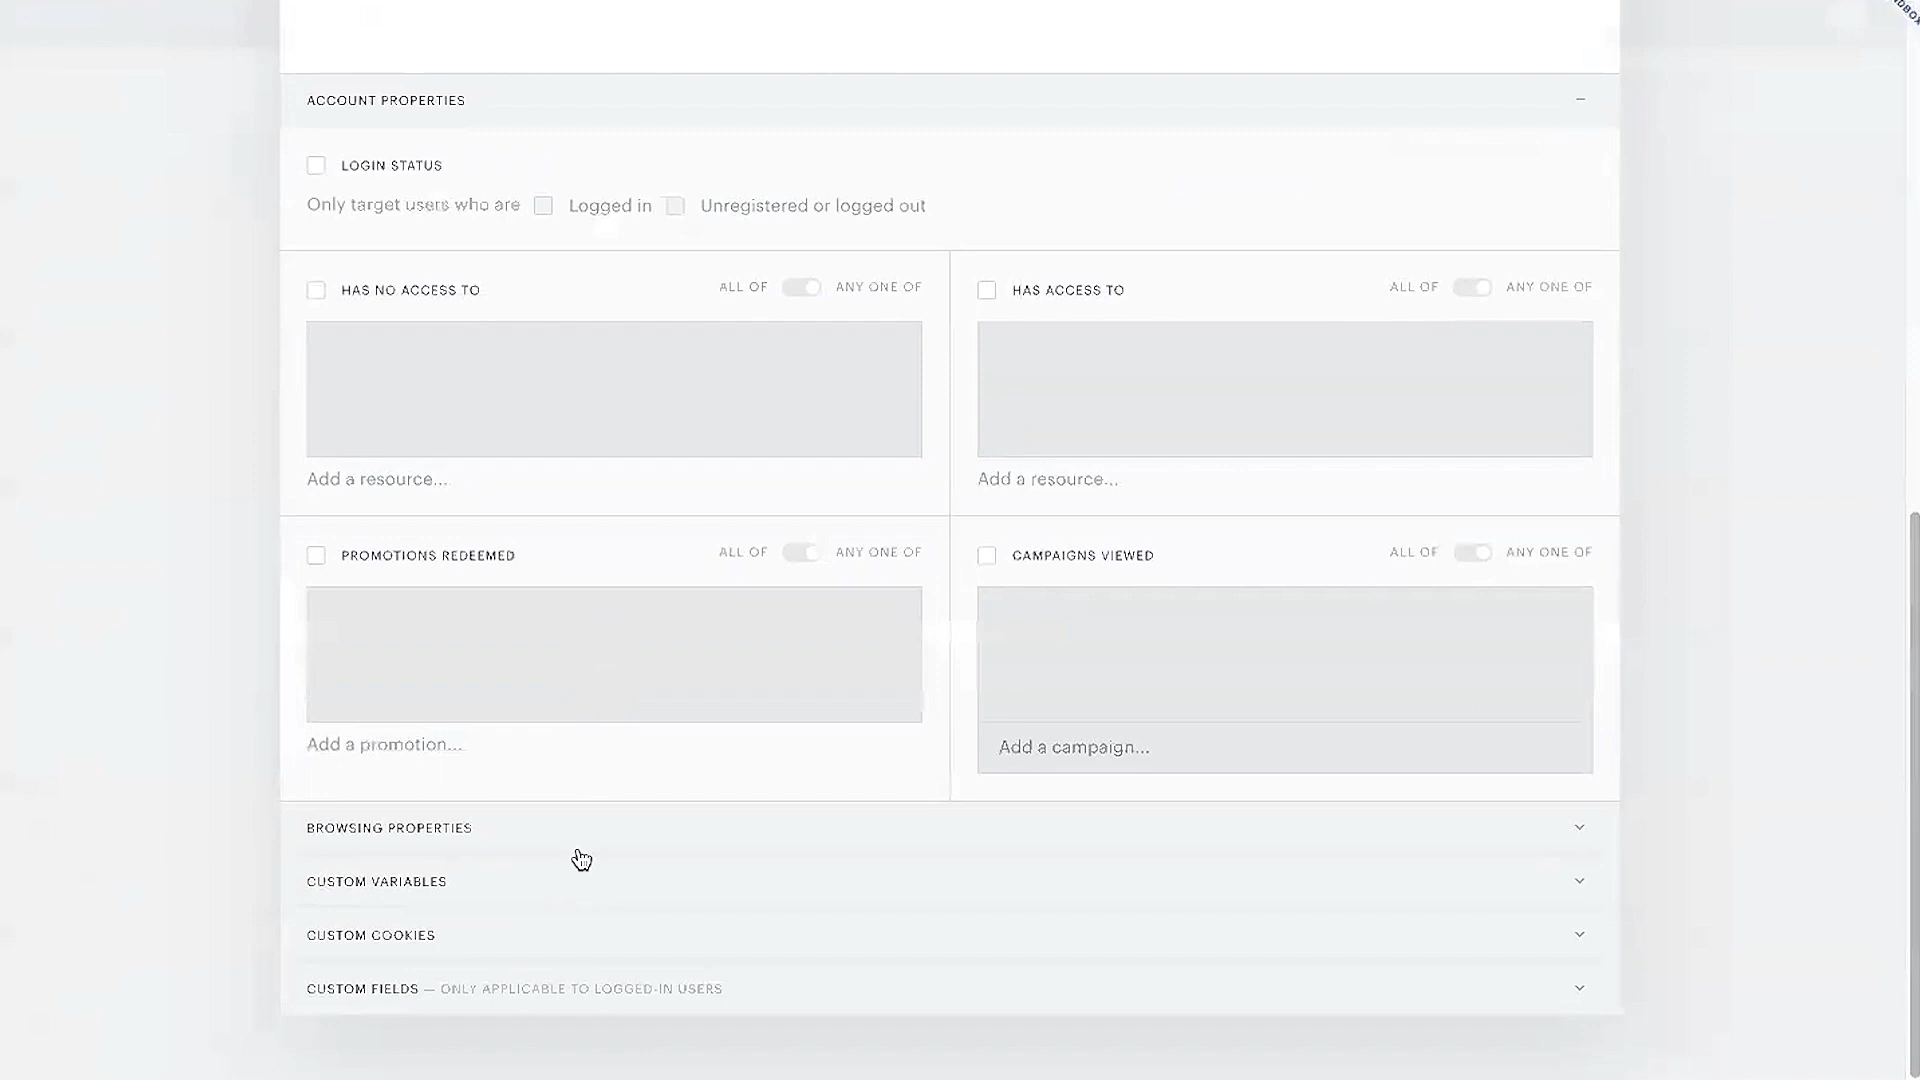 ACCOUNT PROPERTIES
LOGIN STATUS
Only target users who are Logged in Unregistered or logged out
HAS NO ACCESS TO ALL OF ANY ONE OF
Add a resource...
HAS ACCESS TO ALL OF ANY ONE OF
Add a resource...
PROMOTIONS REDEEMED ALL OF ANY ONE OF
Add a promotion...
CAMPAIGNS VIEWED ALL OF ANY ONE OF
Add a campaign...
BROWSING PROPERTIES
CUSTOM VARIABLES
CUSTOM COOKIES
CUSTOM FIELDS — ONLY APPLICABLE TO LOGGED-IN USERS